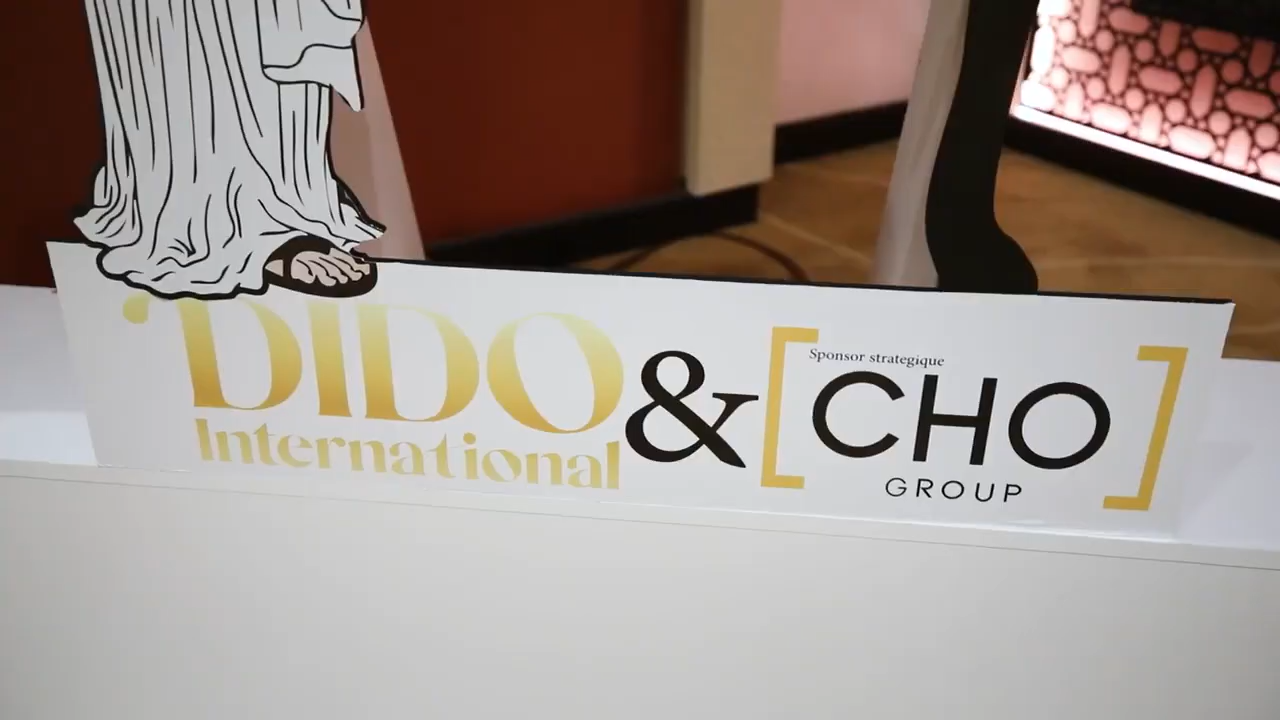 DIDO
International
&
Sponsor strategique
[CHO]
GROUP